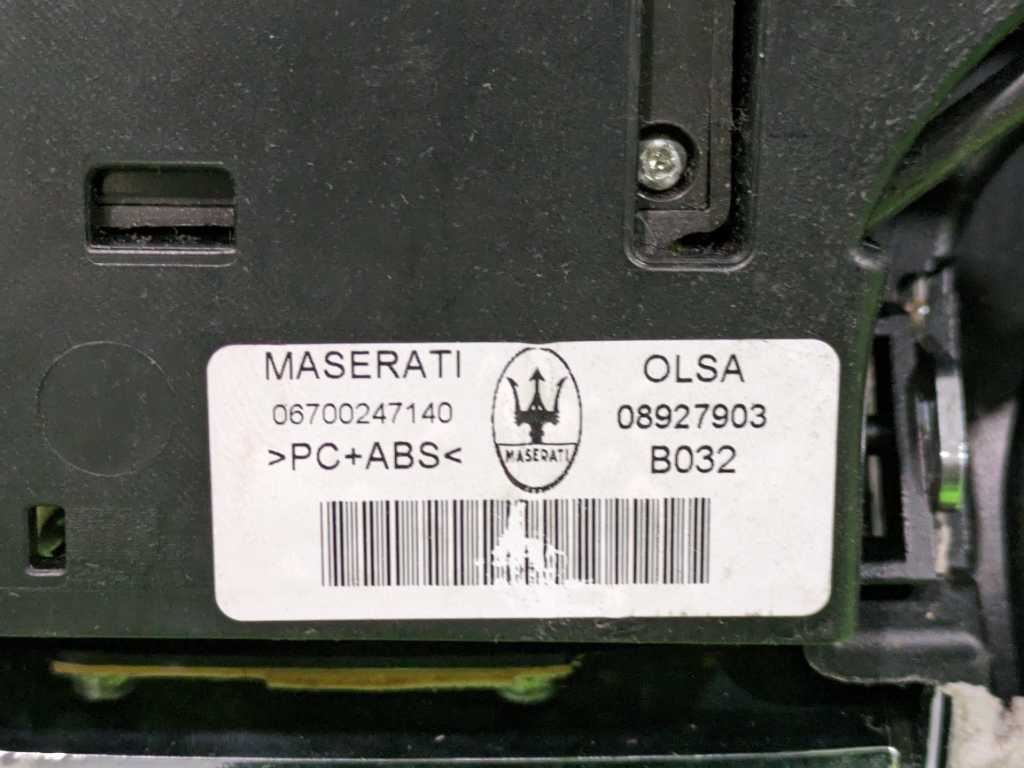 MASERATI
06700247140
>PC+ABS<
MASERATI
OLSA
08927903
B032